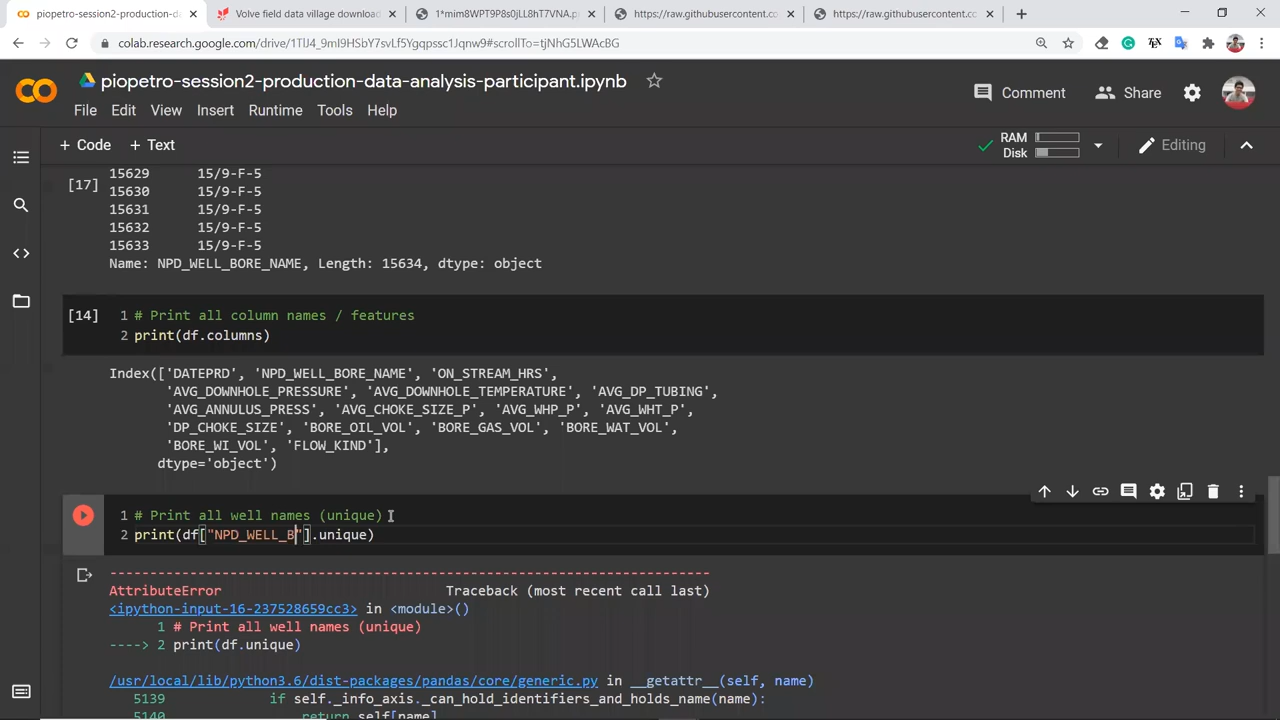 piopetro-session2-production-da
Volve field data village download
1*mim8WPT9P8s0jLL8hT7VNA.p
https://raw.githubusercontent.co
https://raw.githubusercontent.cc
colab.research.google.com/drive/1TlJ4_9mI9HSbY7svLf5Ygqpssc1Jqnw9#scrollTo=tjNhG5LWAcBG
piopetro-session2-production-data-analysis-participant.ipynb
Comment
Share
File Edit View Insert Runtime Tools Help
+ Code + Text
RAM
Disk
Editing
15629 15/9-F-5
[17]
15630 15/9-F-5
15631 15/9-F-5
15632 15/9-F-5
15633 15/9-F-5
Name: NPD_WELL_BORE_NAME, Length: 15634, dtype: object
[14] 1 # Print all column names / features
2 print(df.columns)
Index(['DATEPRD', 'NPD_WELL_BORE_NAME', 'ON_STREAM_HRS',
'AVG_DOWNHOLE_PRESSURE', 'AVG_DOWNHOLE_TEMPERATURE', 'AVG_DP_TUBING',
'AVG_ANNULUS_PRESS', 'AVG_CHOKE_SIZE_P', 'AVG_WHP_P', 'AVG_WHT_P',
'DP_CHOKE_SIZE', 'BORE_OIL_VOL', 'BORE_GAS_VOL', 'BORE_WAT_VOL',
'BORE_WI_VOL', 'FLOW_KIND'],
dtype='object')
1 # Print all well names (unique)
2 print(df["NPD_WELL_B"].unique)
---------------------------------------------------------------------------
AttributeError Traceback (most recent call last)
<ipython-input-16-237528659cc3> in <module>()
1 # Print all well names (unique)
----> 2 print(df.unique)
/usr/local/lib/python3.6/dist-packages/pandas/core/generic.py in __getattr__(self, name)
5139 if self._info_axis._can_hold_identifiers_and_holds_name(name):
5140 return self[name]